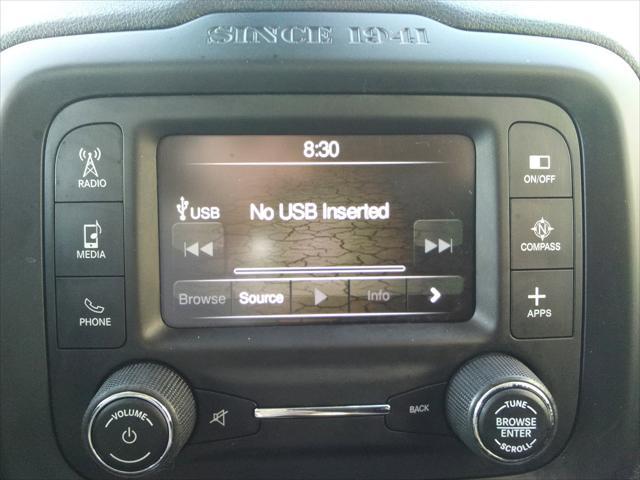 SINCE 1941
8:30
RADIO
ON/OFF
USB
No USB Inserted
MEDIA
COMPASS
N
Browse
Source
Info
PHONE
APPS
VOLUME
BACK
TUNE
BROWSE
ENTER
SCROLL